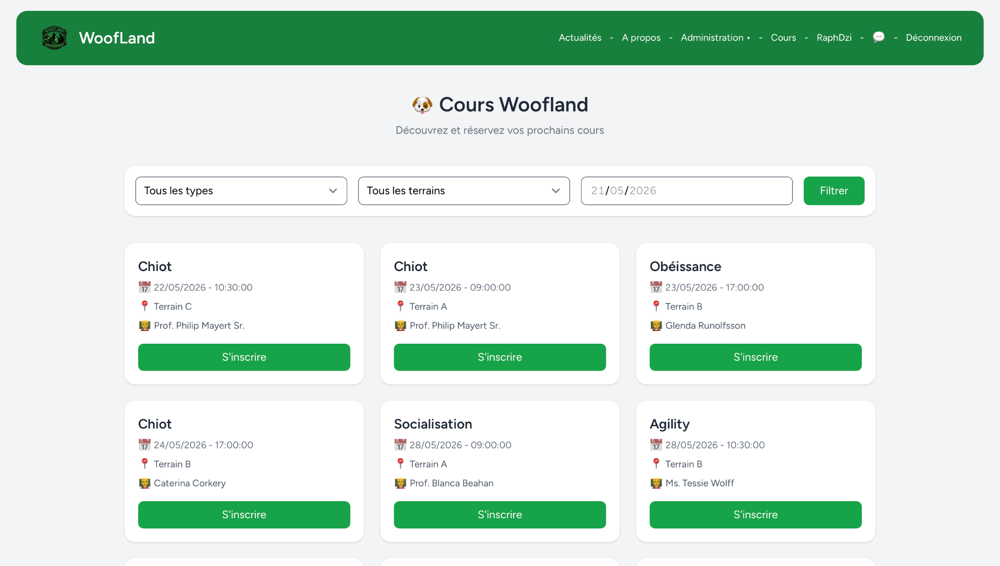 WOOFLAND
WoofLand
Actualités - A propos - Administration ▾ - Cours - RaphDzi - 💬 - Déconnexion
🐶 Cours Woofland
Découvrez et réservez vos prochains cours
Tous les types
Tous les terrains
21/05/2026
Filtrer
Chiot
📅 22/05/2026 - 10:30:00
📍 Terrain C
👨‍🏫 Prof. Philip Mayert Sr.
S'inscrire
Chiot
📅 23/05/2026 - 09:00:00
📍 Terrain A
👨‍🏫 Prof. Philip Mayert Sr.
S'inscrire
Obéissance
📅 23/05/2026 - 17:00:00
📍 Terrain B
👨‍🏫 Glenda Runolfsson
S'inscrire
Chiot
📅 24/05/2026 - 17:00:00
📍 Terrain B
👨‍🏫 Caterina Corkery
S'inscrire
Socialisation
📅 28/05/2026 - 09:00:00
📍 Terrain A
👨‍🏫 Prof. Blanca Beahan
S'inscrire
Agility
📅 28/05/2026 - 10:30:00
📍 Terrain B
👨‍🏫 Ms. Tessie Wolff
S'inscrire